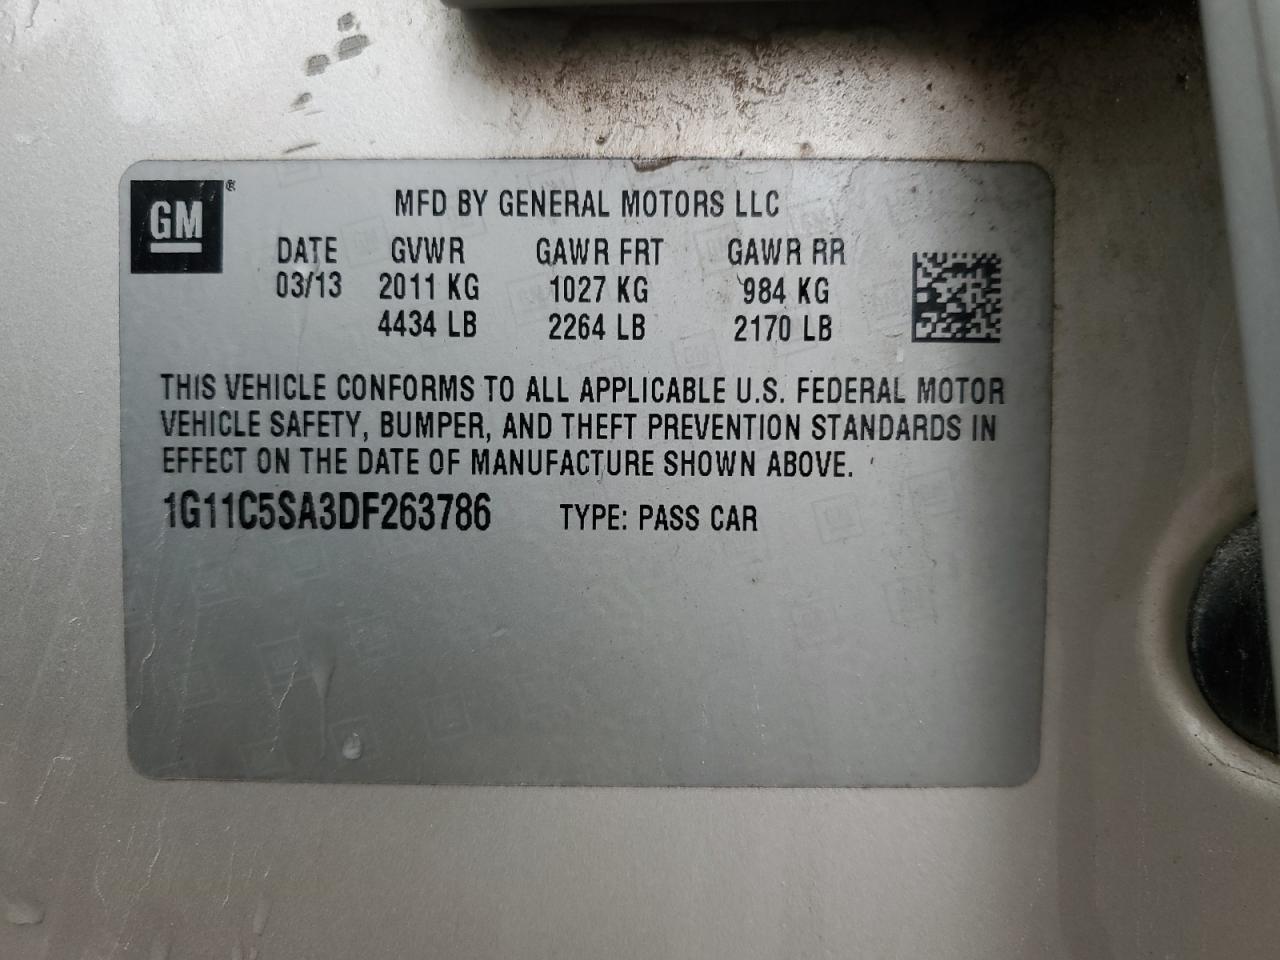 GM ®
MFD BY GENERAL MOTORS LLC
DATE GVWR GAWR FRT GAWR RR
03/13 2011 KG 1027 KG 984 KG
4434 LB 2264 LB 2170 LB
THIS VEHICLE CONFORMS TO ALL APPLICABLE U.S. FEDERAL MOTOR
VEHICLE SAFETY, BUMPER, AND THEFT PREVENTION STANDARDS IN
EFFECT ON THE DATE OF MANUFACTURE SHOWN ABOVE.
1G11C5SA3DF263786 TYPE: PASS CAR